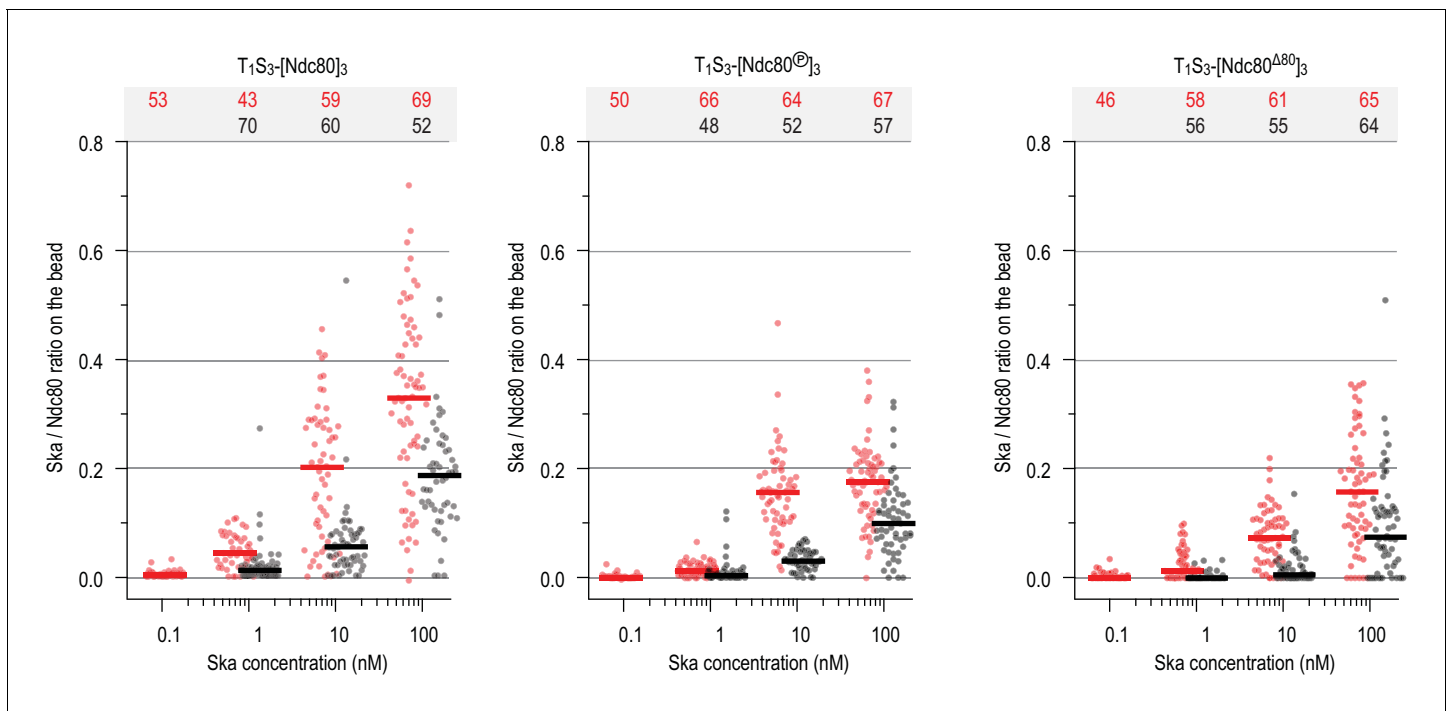 T₁S₃-[Ndc80]₃
53 43 59 69
70 60 52
0.8
0.6
0.4
0.2
0.0
Ska / Ndc80 ratio on the bead
0.1 1 10 100
Ska concentration (nM)
T₁S₃-[Ndc80Ⓟ]₃
50 66 64 67
48 52 57
0.8
0.6
0.4
0.2
0.0
Ska / Ndc80 ratio on the bead
0.1 1 10 100
Ska concentration (nM)
T₁S₃-[Ndc80Δ80]₃
46 58 61 65
56 55 64
0.8
0.6
0.4
0.2
0.0
Ska / Ndc80 ratio on the bead
0.1 1 10 100
Ska concentration (nM)